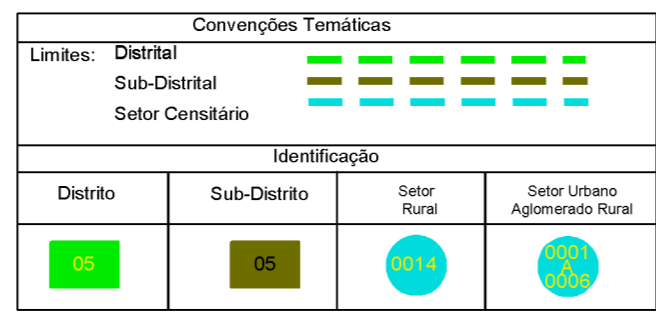 Convenções Temáticas
Limites: Distrital
Sub-Distrital
Setor Censitário
Identificação
Distrito
Sub-Distrito
Setor
Rural
Setor Urbano
Aglomerado Rural
05
05
0014
0001
A
0006